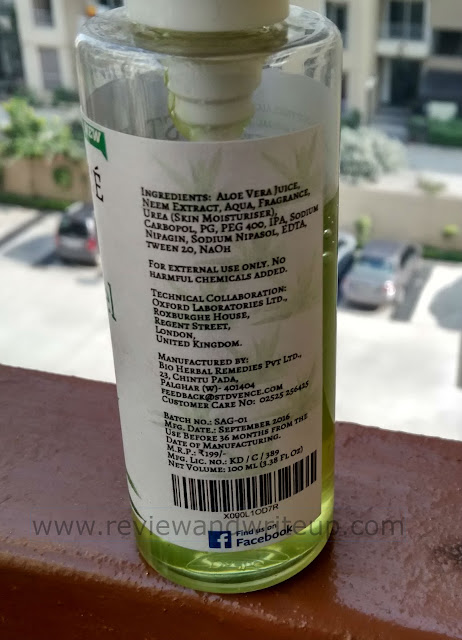 NEW
É
el
INGREDIENTS: ALOE VERA JUICE,
NEEM EXTRACT, AQUA, FRAGRANCE,
UREA (SKIN MOISTURISER),
CARBOPOL, PG, PEG 400, IPA, SODIUM
NIPAGIN, SODIUM NIPASOL, EDTA,
TWEEN 20, NAOH
FOR EXTERNAL USE ONLY. NO
HARMFUL CHEMICALS ADDED.
TECHNICAL COLLABORATION:
OXFORD LABORATORIES LTD.,
ROXBURGHE HOUSE,
REGENT STREET,
LONDON,
UNITED KINGDOM.
MANUFACTURED BY:
BIO HERBAL REMEDIES PVT LTD.,
23, CHINTU PADA,
PALGHAR (W)- 401404
FEEDBACK@STDVENCE.COM
CUSTOMER CARE NO: 02525 256425
BATCH NO.: SAG-01
MFG. DATE.: SEPTEMBER 2016
USE BEFORE 36 MONTHS FROM THE
DATE OF MANUFACTURING.
M.R.P.: ₹199/-
MFG. LIC. NO.: KD / C / 389
NET VOLUME: 100 ML (3.38 FL OZ)
X000L1OD7R
www.reviewandwriteup.com
Find us on
Facebook